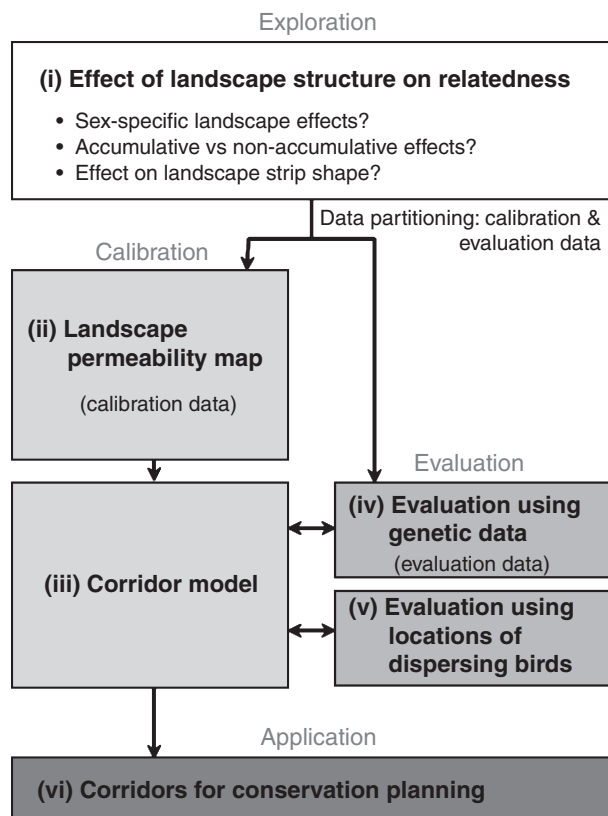 Exploration
(i) Effect of landscape structure on relatedness
• Sex-specific landscape effects?
• Accumulative vs non-accumulative effects?
• Effect on landscape strip shape?
Data partitioning: calibration &
evaluation data
Calibration
(ii) Landscape
permeability map
(calibration data)
Evaluation
(iv) Evaluation using
genetic data
(evaluation data)
(iii) Corridor model
(v) Evaluation using
locations of
dispersing birds
Application
(vi) Corridors for conservation planning